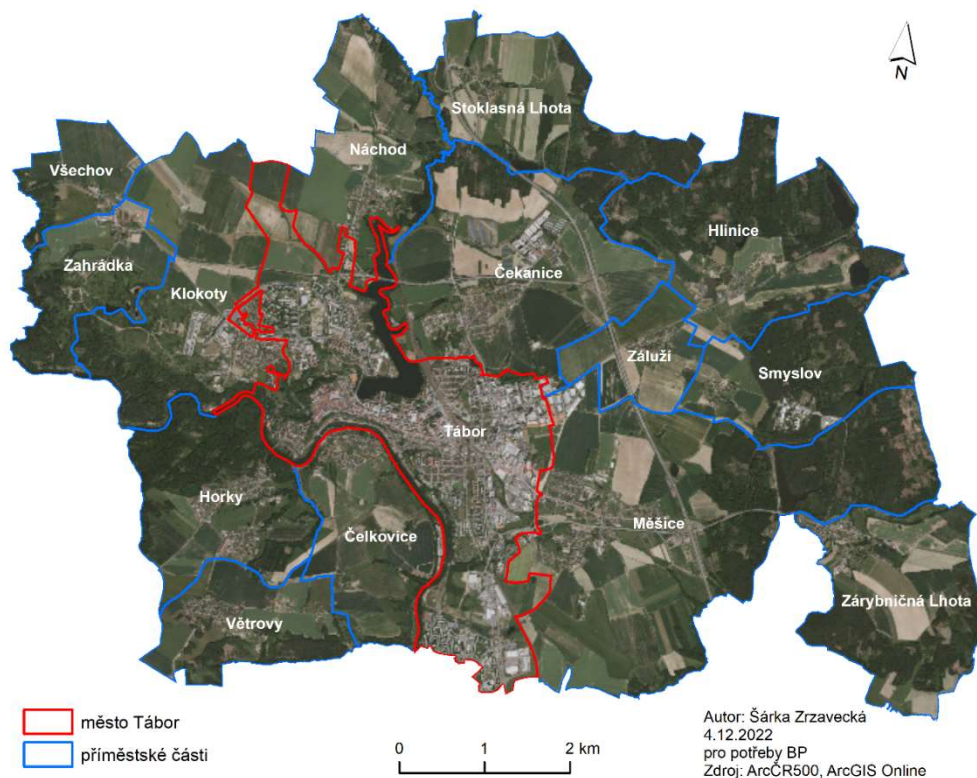 N
Stoklasná Lhota
Náchod
Všechov
Hlinice
Zahrádka
Čekanice
Klokoty
Záluží
Smyslov
Tábor
Horky
Měšice
Čelkovice
Zárybničná Lhota
Větrovy
město Tábor
příměstské části
0 1 2 km
Autor: Šárka Zrzavecká
4.12.2022
pro potřeby BP
Zdroj: ArcČR500, ArcGIS Online